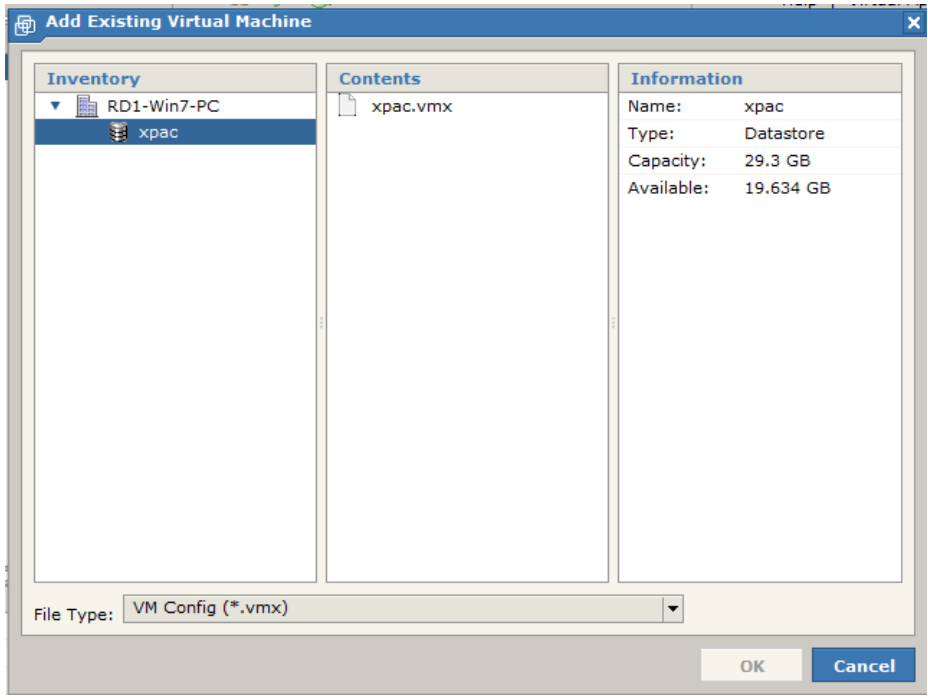 Add Existing Virtual Machine
Inventory
RD1-Win7-PC
xpac
Contents
xpac.vmx
Information
Name: xpac
Type: Datastore
Capacity: 29.3 GB
Available: 19.634 GB
File Type: VM Config (*.vmx)
OK Cancel